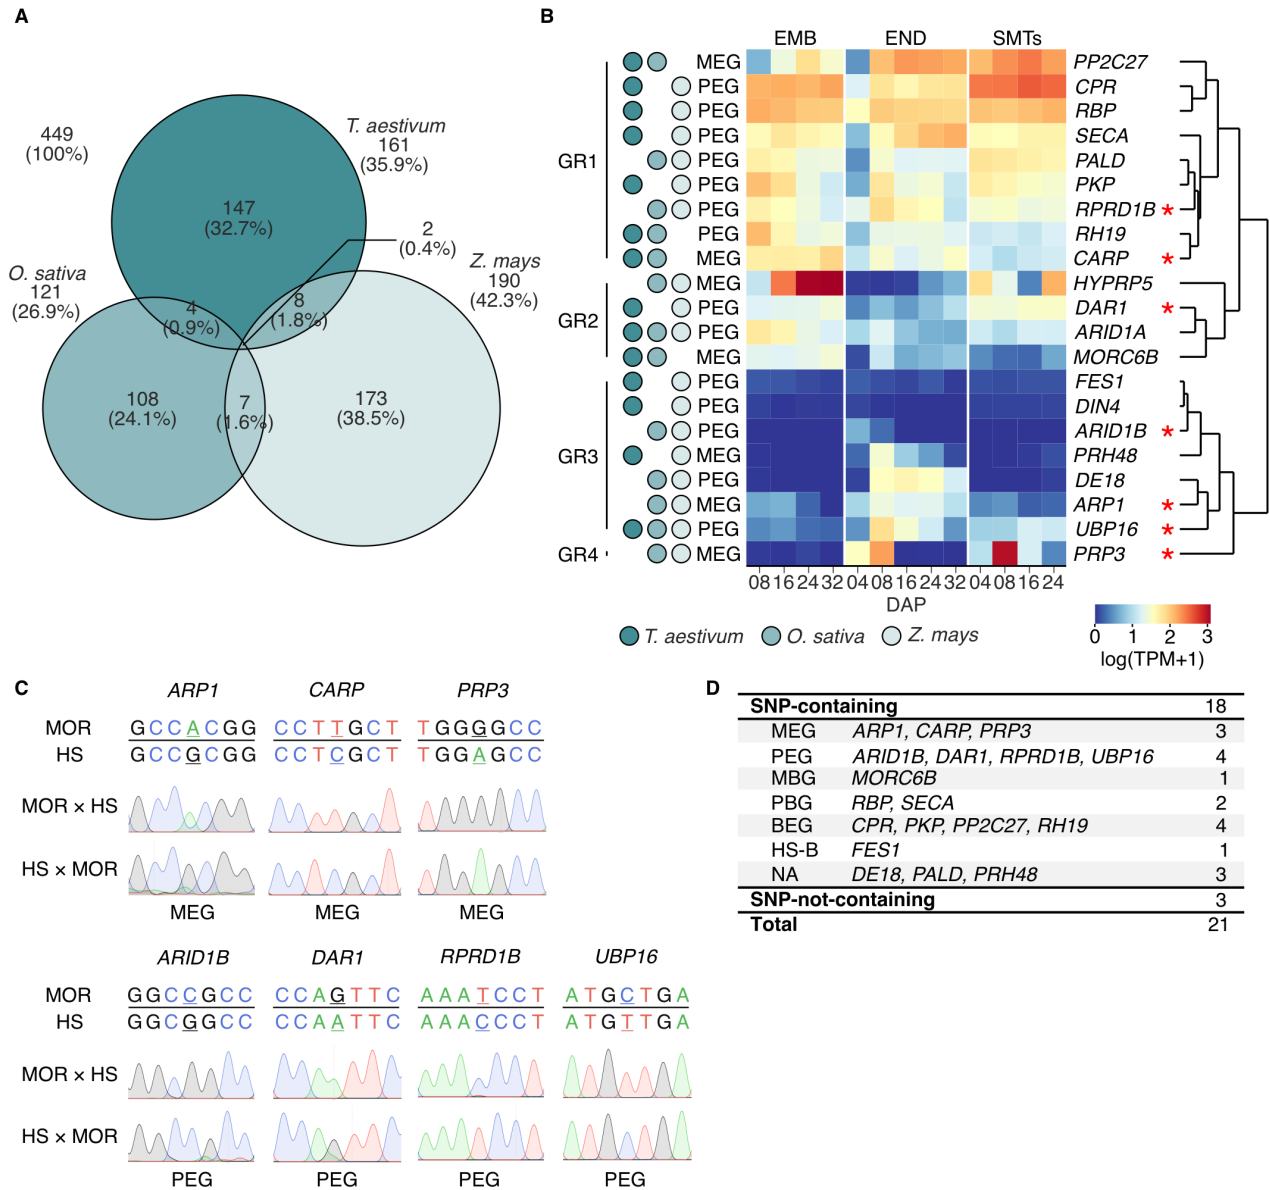 A
449
(100%)
T. aestivum
161
(35.9%)
147
(32.7%)
2
(0.4%)
O. sativa
121
(26.9%)
Z. mays
190
(42.3%)
4
(0.9%)
8
(1.8%)
108
(24.1%)
7
(1.6%)
173
(38.5%)
B
EMB END SMTs
GR1
MEG PP2C27
PEG CPR
PEG RBP
PEG SECA
PEG PALD
PEG PKP
PEG RPRD1B *
PEG RH19
MEG CARP *
GR2
MEG HYPRP5
PEG DAR1 *
PEG ARID1A
MEG MORC6B
GR3
PEG FES1
PEG DIN4
PEG ARID1B *
MEG PRH48
PEG DE18
MEG ARP1 *
PEG UBP16 *
GR4 MEG PRP3 *
08 16 24 32 04 08 16 24 32 04 08 16 24
DAP
T. aestivum O. sativa Z. mays
0 1 2 3
log(TPM+1)
C
ARP1 CARP PRP3
MOR GCCACGG CCTTGCT TGGGGCC
HS GCCGCGG CCTCGCT TGGAGCC
MOR × HS
HS × MOR
MEG MEG MEG
ARID1B DAR1 RPRD1B UBP16
MOR GGCCGCC CCAGTTC AAATCCT ATGCTGA
HS GGCGGCC CCAATTC AAACCCT ATGTTGA
MOR × HS
HS × MOR
PEG PEG PEG PEG
D
SNP-containing 18
MEG ARP1, CARP, PRP3 3
PEG ARID1B, DAR1, RPRD1B, UBP16 4
MBG MORC6B 1
PBG RBP, SECA 2
BEG CPR, PKP, PP2C27, RH19 4
HS-B FES1 1
NA DE18, PALD, PRH48 3
SNP-not-containing 3
Total 21